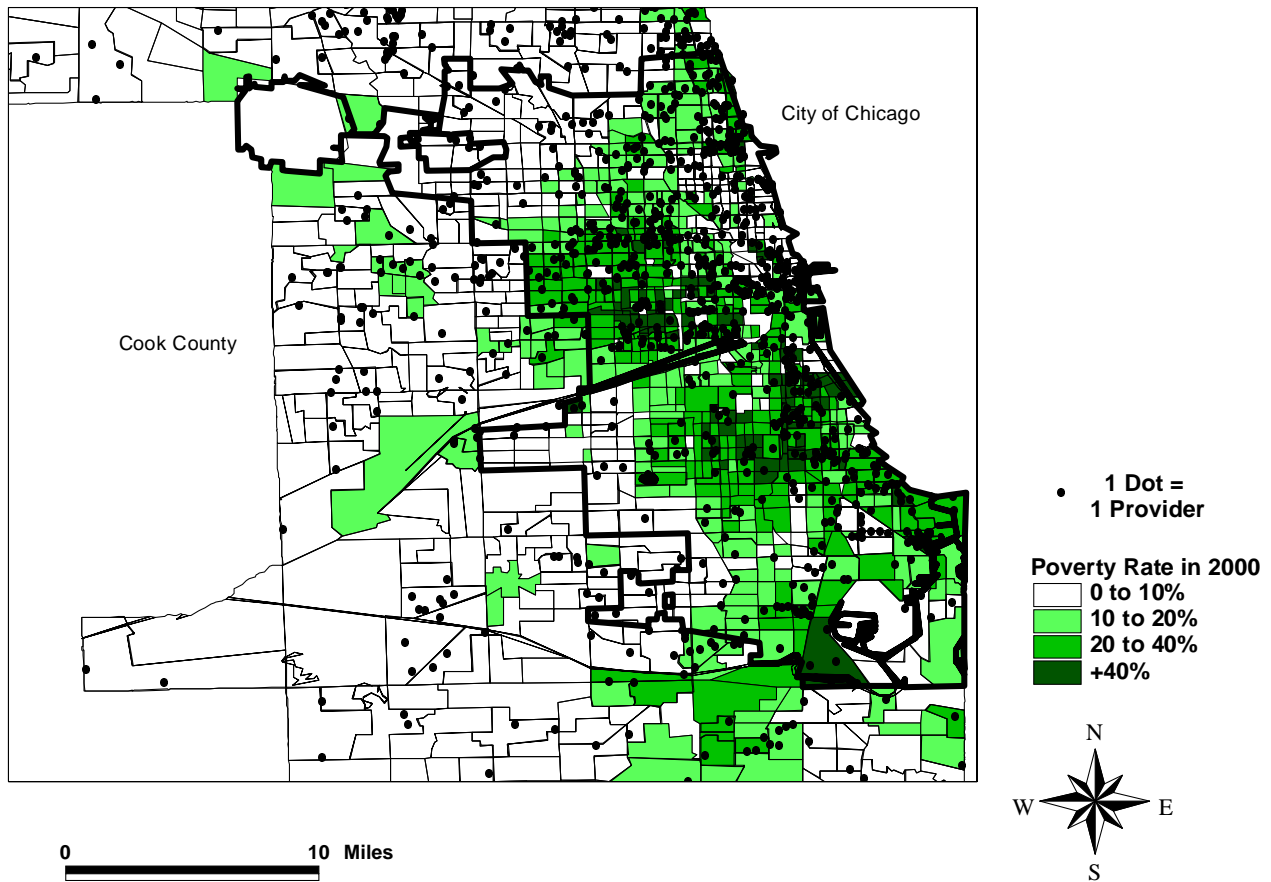 City of Chicago
Cook County
1 Dot =
1 Provider
Poverty Rate in 2000
0 to 10%
10 to 20%
20 to 40%
+40%
N
W E
S
0 10 Miles